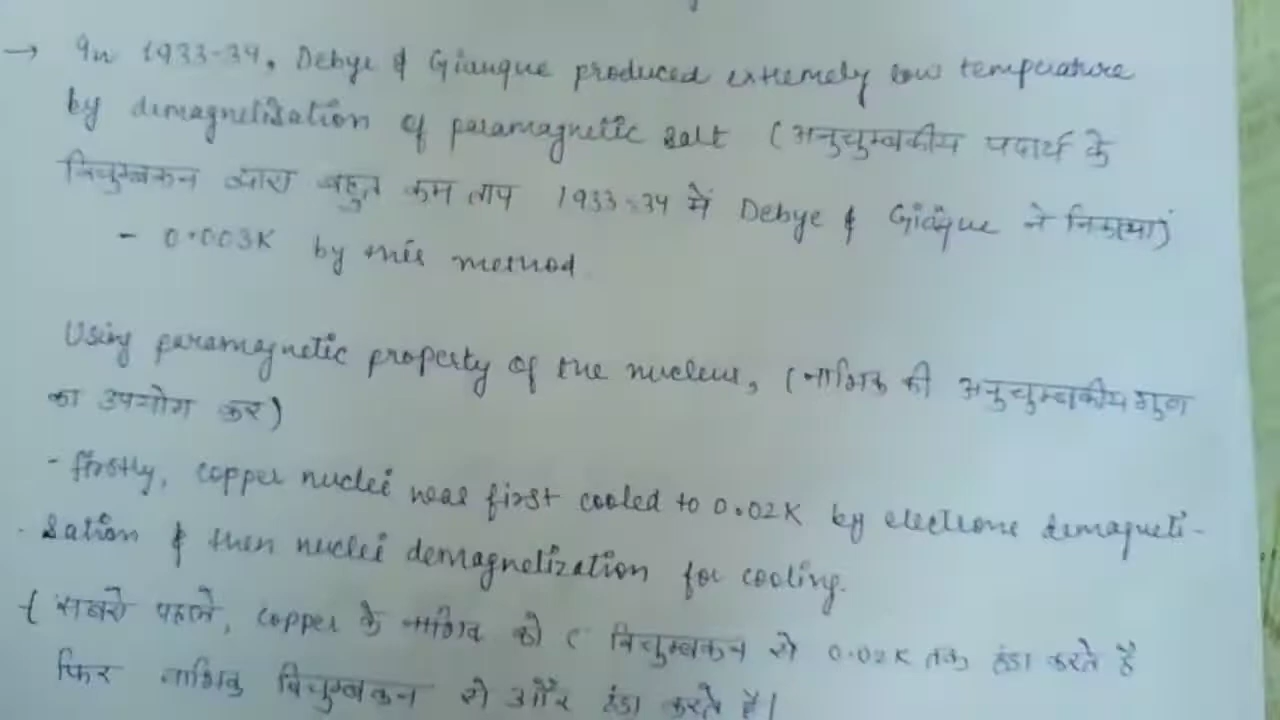 → In 1933-34, Debye & Giauque produced extremely low temperature
by demagnetisation of paramagnetic salt (अनुचुम्बकीय पदार्थ के
विचुम्बकन द्वारा बहुत कम ताप 1933-34 में Debye & Giauque ने निकाला)
- 0.003K by this method.
Using paramagnetic property of the nucleus, (नाभिक की अनुचुम्बकीय गुण
का उपयोग कर)
- firstly, copper nuclei first cooled to 0.02K by electrons demagneti-
sation & then nuclei demagnetization for cooling.
( सबसे पहले, copper के नाभिक को ( विचुम्बकन से 0.02K तक ठंडा करते है
फिर नाभिक विचुम्बकन से और ठंडा करते है।